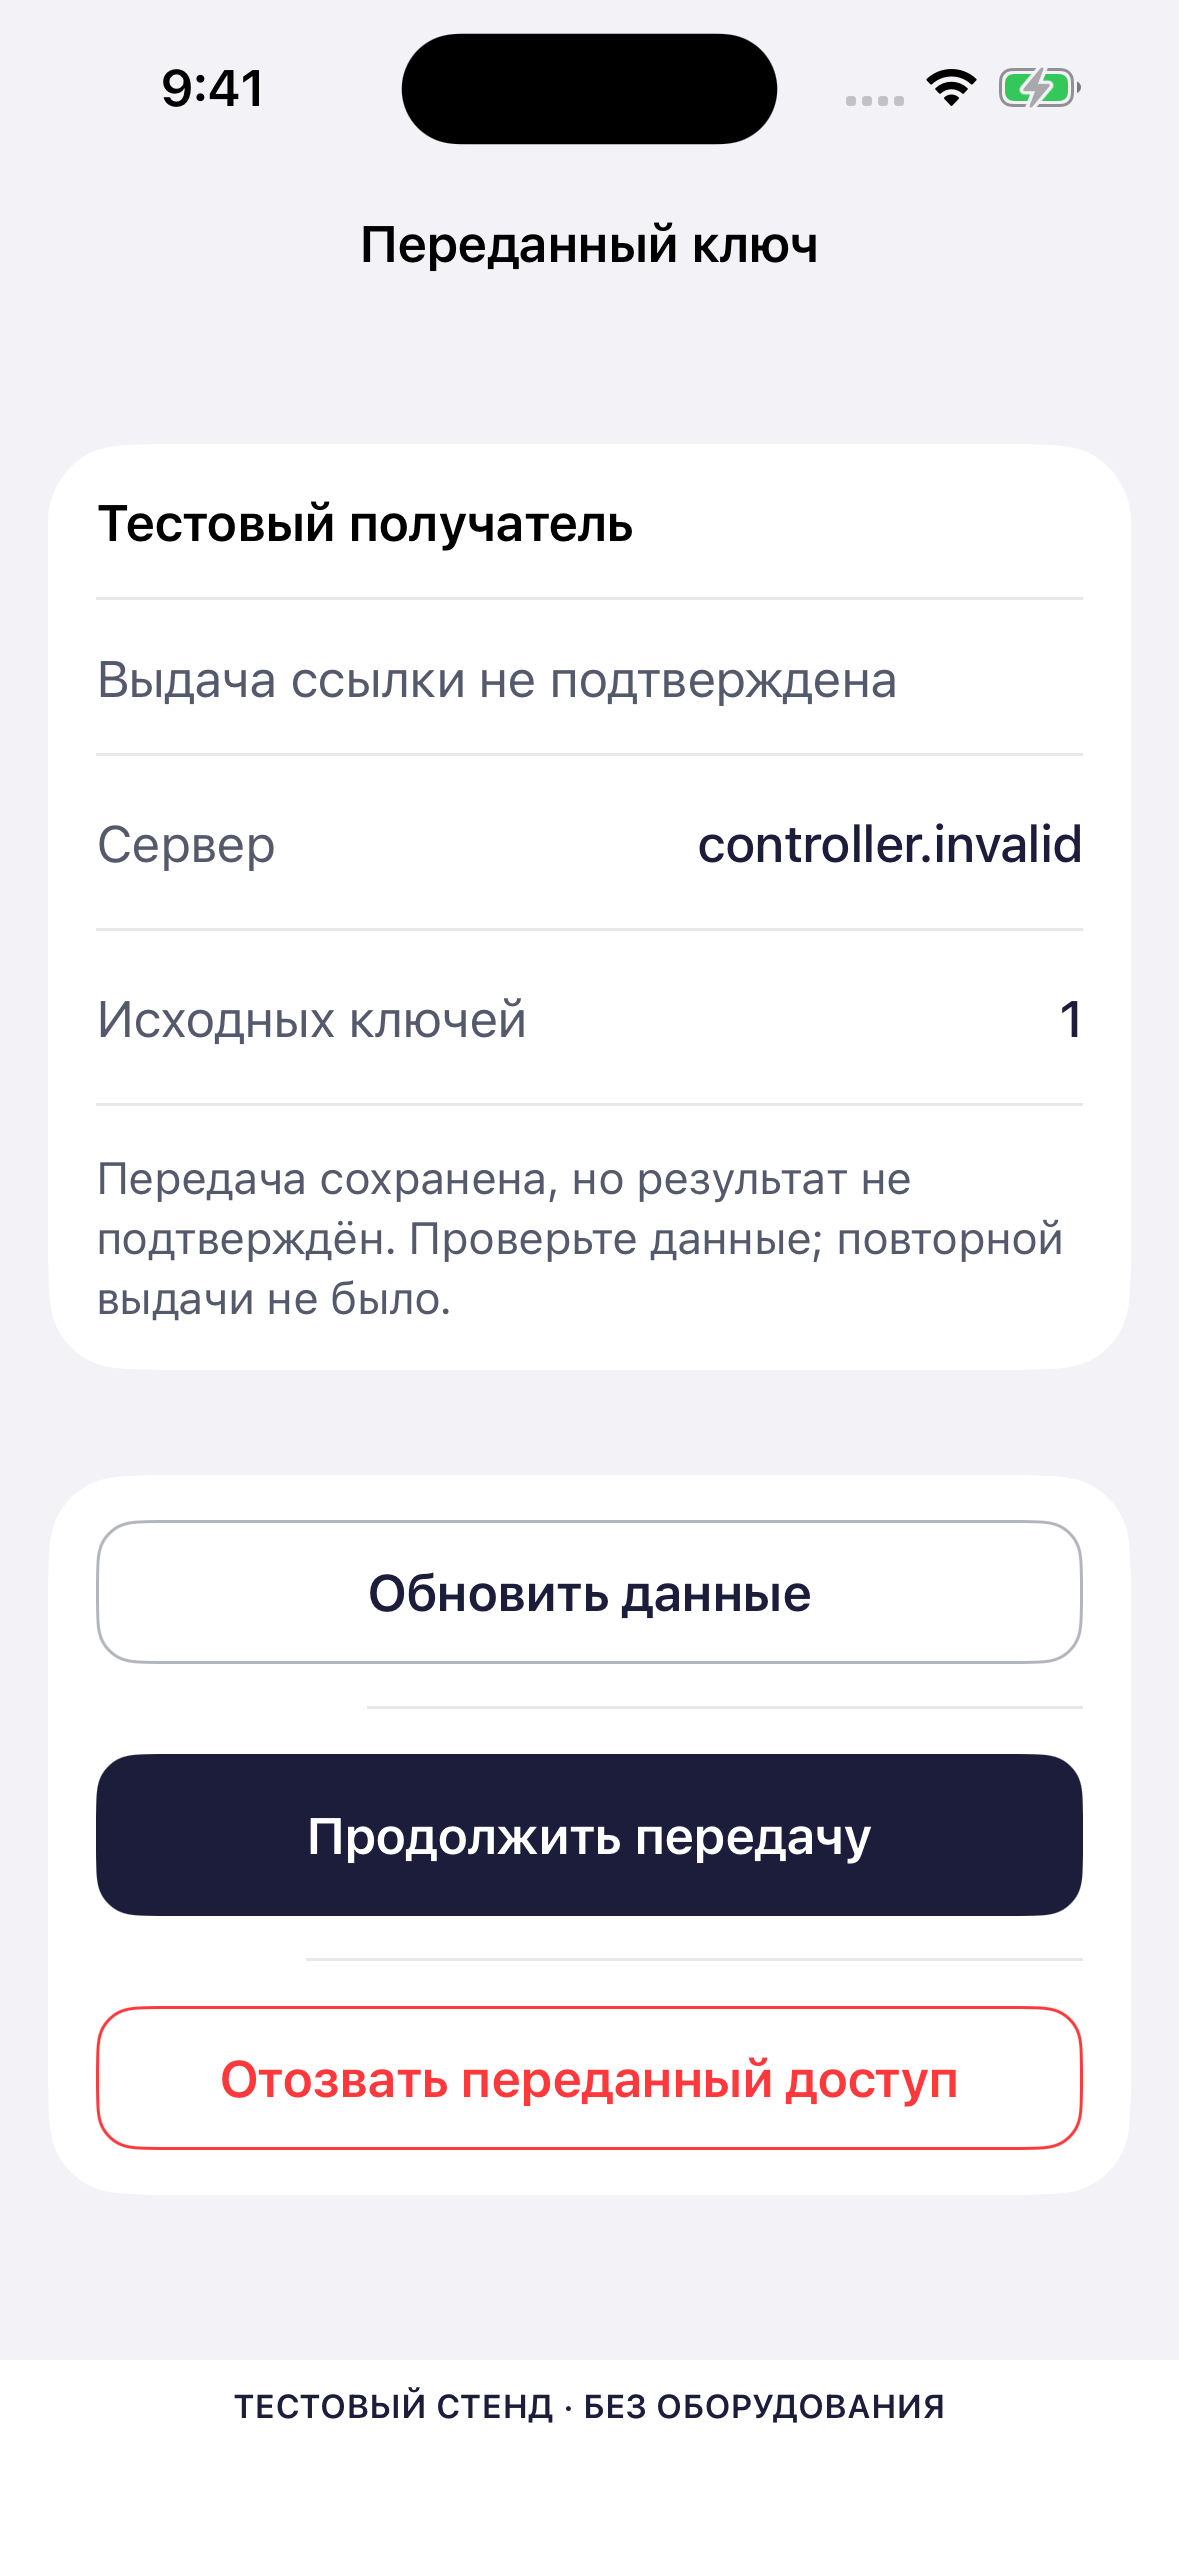 9:41
Переданный ключ
Тестовый получатель
Выдача ссылки не подтверждена
Сервер controller.invalid
Исходных ключей 1
Передача сохранена, но результат не
подтверждён. Проверьте данные; повторной
выдачи не было.
Обновить данные
Продолжить передачу
Отозвать переданный доступ
ТЕСТОВЫЙ СТЕНД · БЕЗ ОБОРУДОВАНИЯ